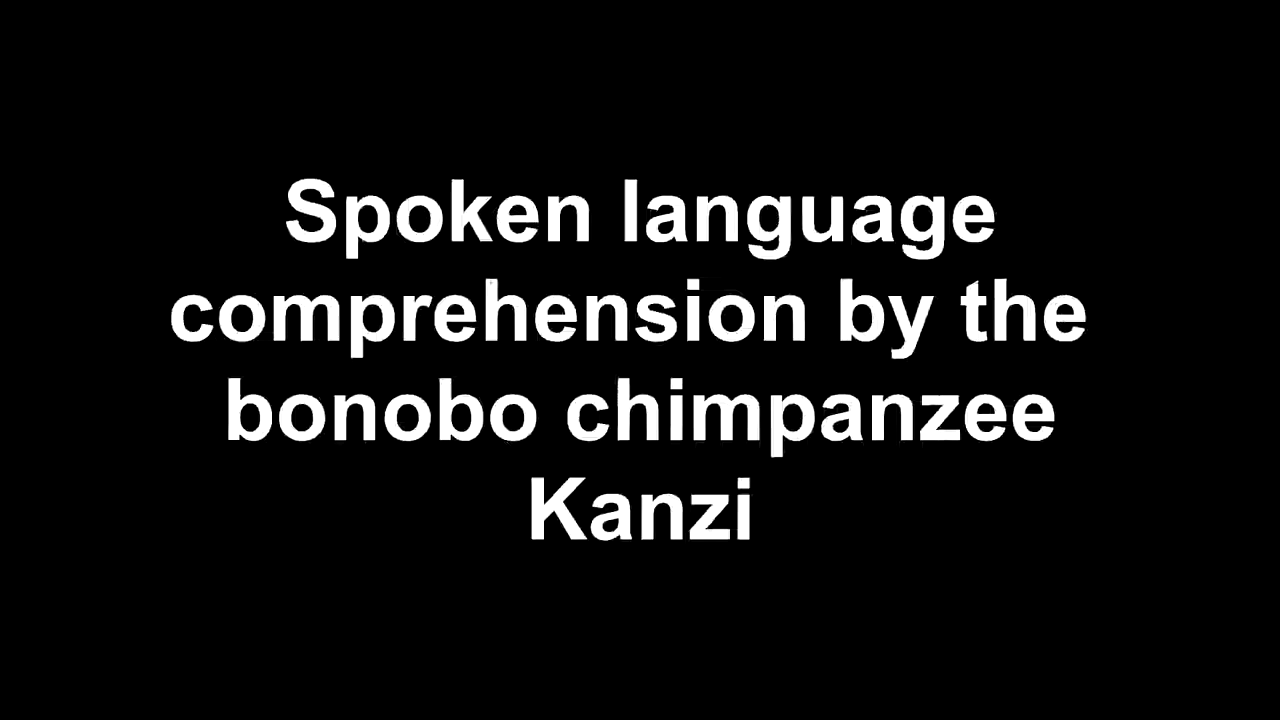 Spoken language
comprehension by the
bonobo chimpanzee
Kanzi